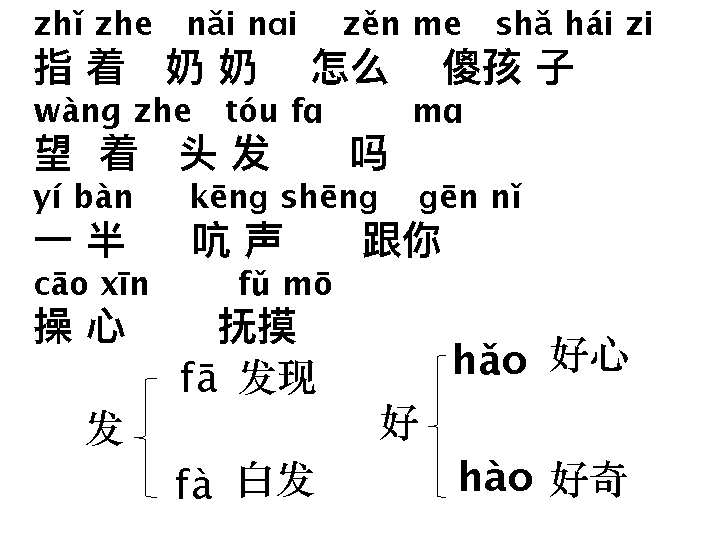 zhǐ zhe nǎi nɑi zěn me shǎ hái zi
指 着 奶 奶 怎么 傻孩 子
wàng zhe tóu fɑ mɑ
望 着 头 发 吗
yí bàn kēng shēng gēn nǐ
一 半 吭 声 跟你
cāo xīn fǔ mō
操 心 抚摸
fā 发现
hǎo 好心
发
好
fà 白发
hào 好奇